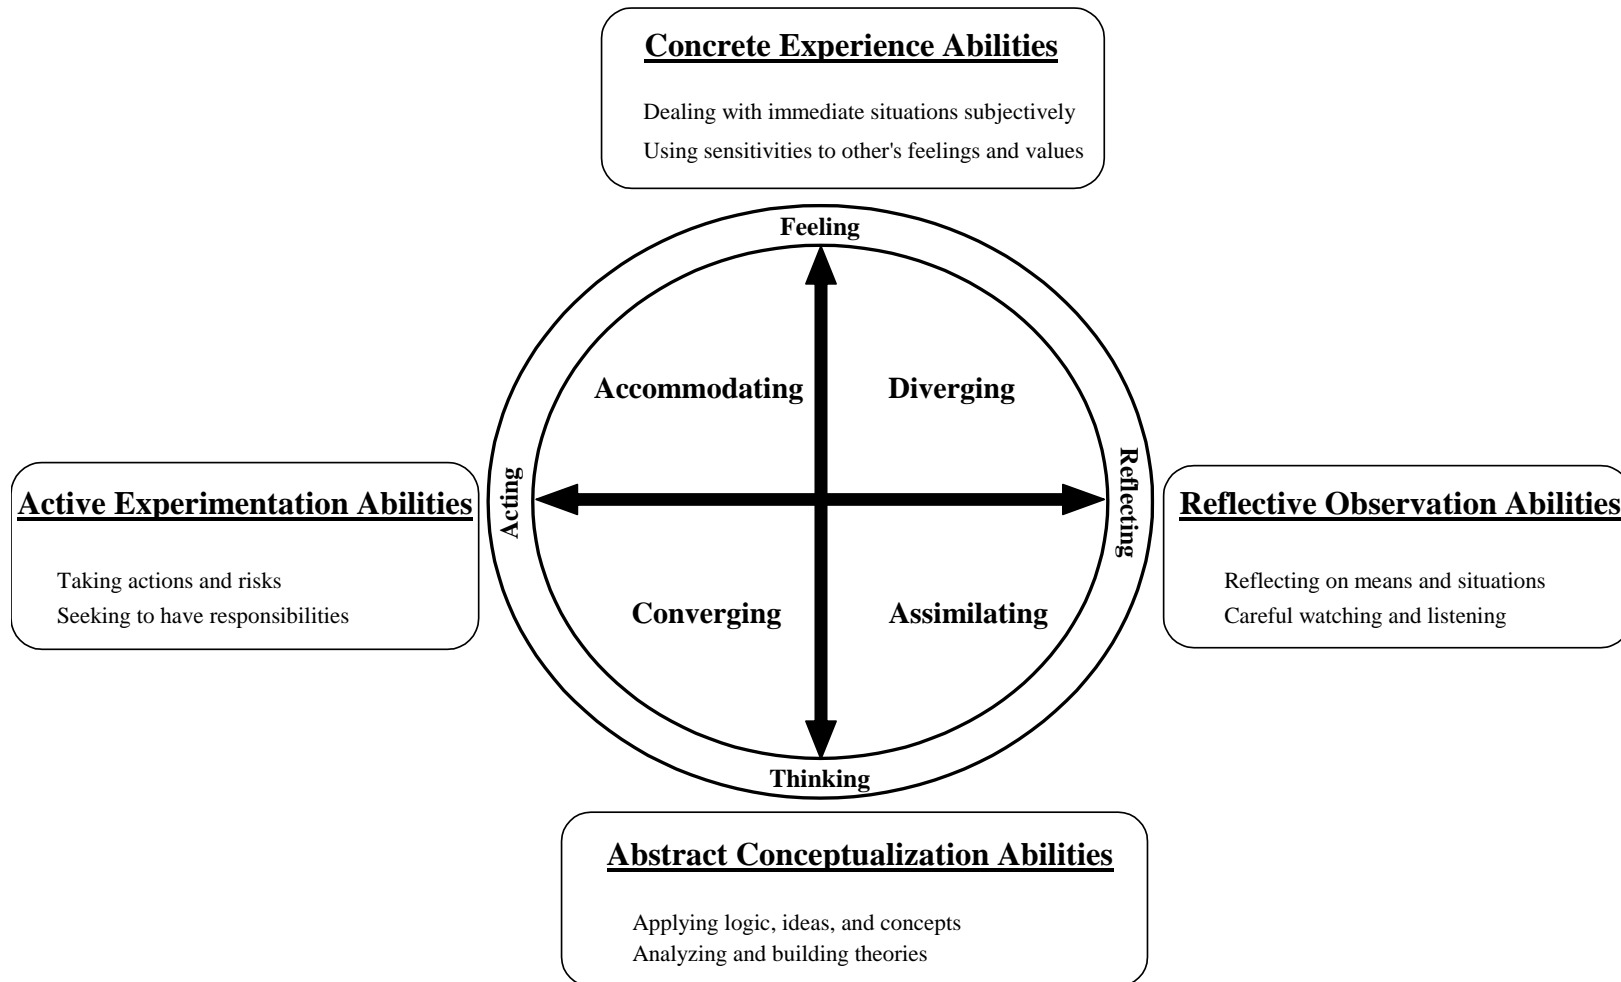 Concrete Experience Abilities
Dealing with immediate situations subjectively
Using sensitivities to other's feelings and values
Feeling
Accommodating
Diverging
Acting
Reflecting
Active Experimentation Abilities
Taking actions and risks
Seeking to have responsibilities
Reflective Observation Abilities
Reflecting on means and situations
Careful watching and listening
Converging
Assimilating
Thinking
Abstract Conceptualization Abilities
Applying logic, ideas, and concepts
Analyzing and building theories